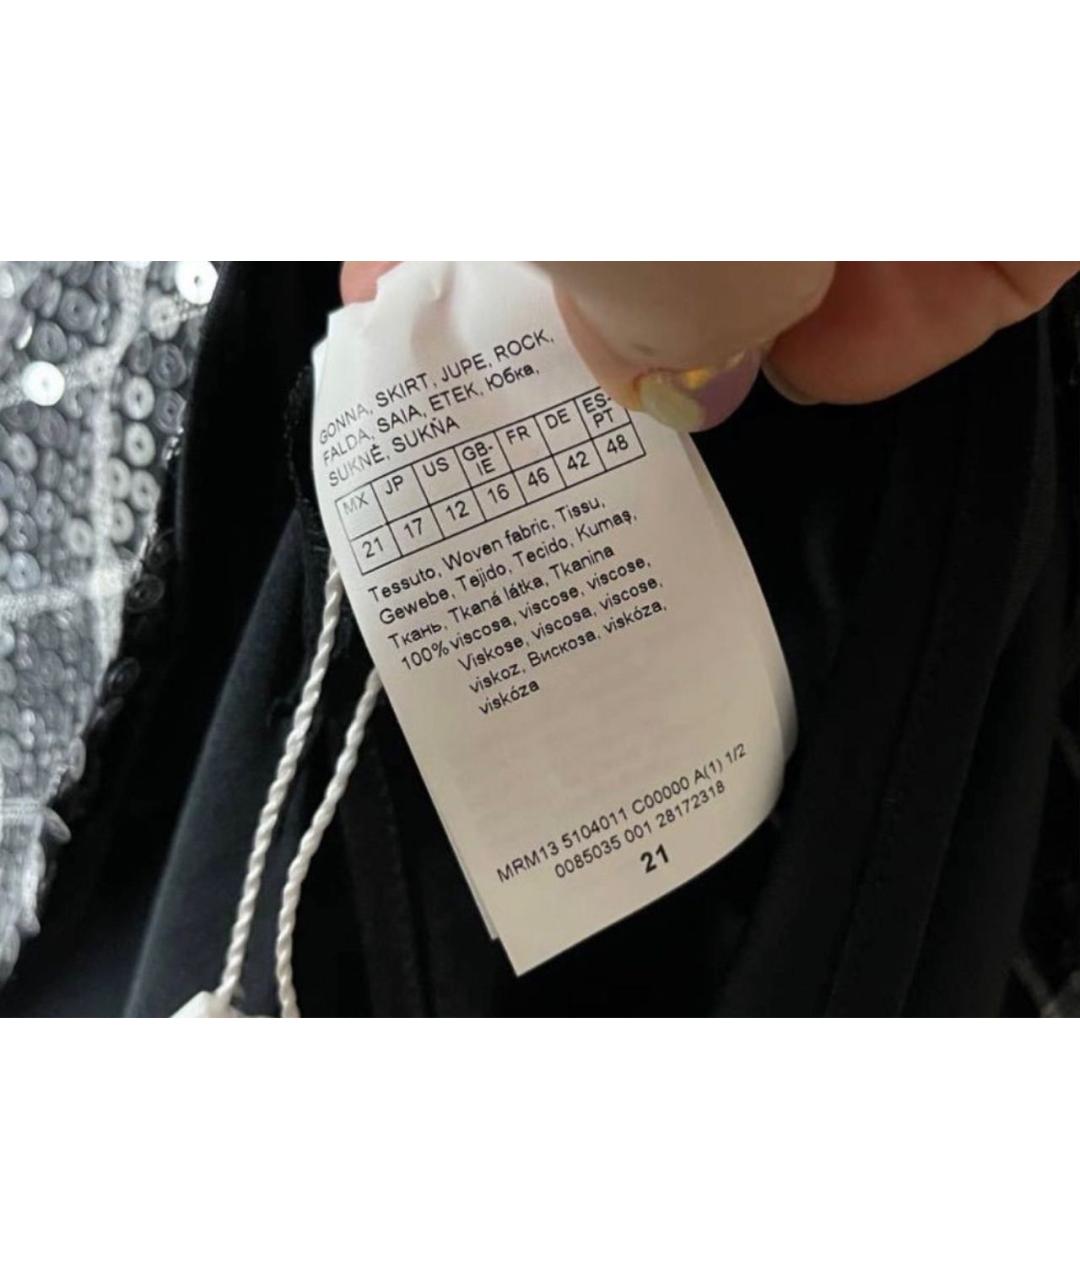 GONNA, SKIRT, JUPE, ROCK,
FALDA, SAIA, ETEK, Юбка,
SUKNĚ, SUKŇA
MX JP US GB-IE FR DE ES-PT
21 17 12 16 46 42 48
Tessuto, Woven fabric, Tissu,
Gewebe, Tejido, Tecido, Kumaş,
Ткань, Tkaná látka, Tkanina
100% viscosa, viscose, viscose,
Viskose, viscosa, viscose,
viskoz, Вискоза, viskóza,
viskóza
MRM13 5104011 C00000 A(1) 1/2
0085035 001 28172318
21